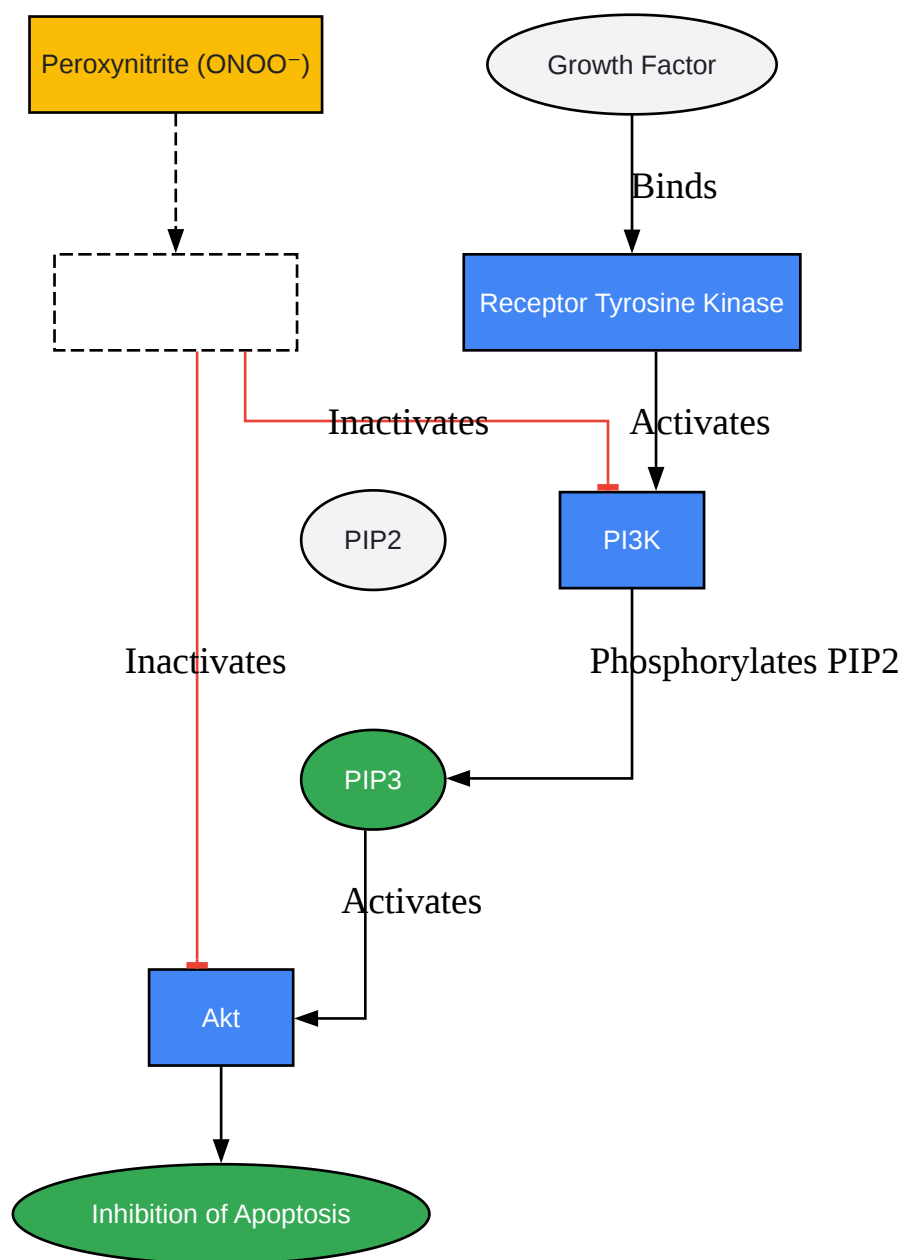 Peroxynitrite (ONOO⁻)
Growth Factor
Binds
Receptor Tyrosine Kinase
Inactivates
Activates
PIP2
PI3K
Inactivates
Phosphorylates PIP2
PIP3
Activates
Akt
Inhibition of Apoptosis